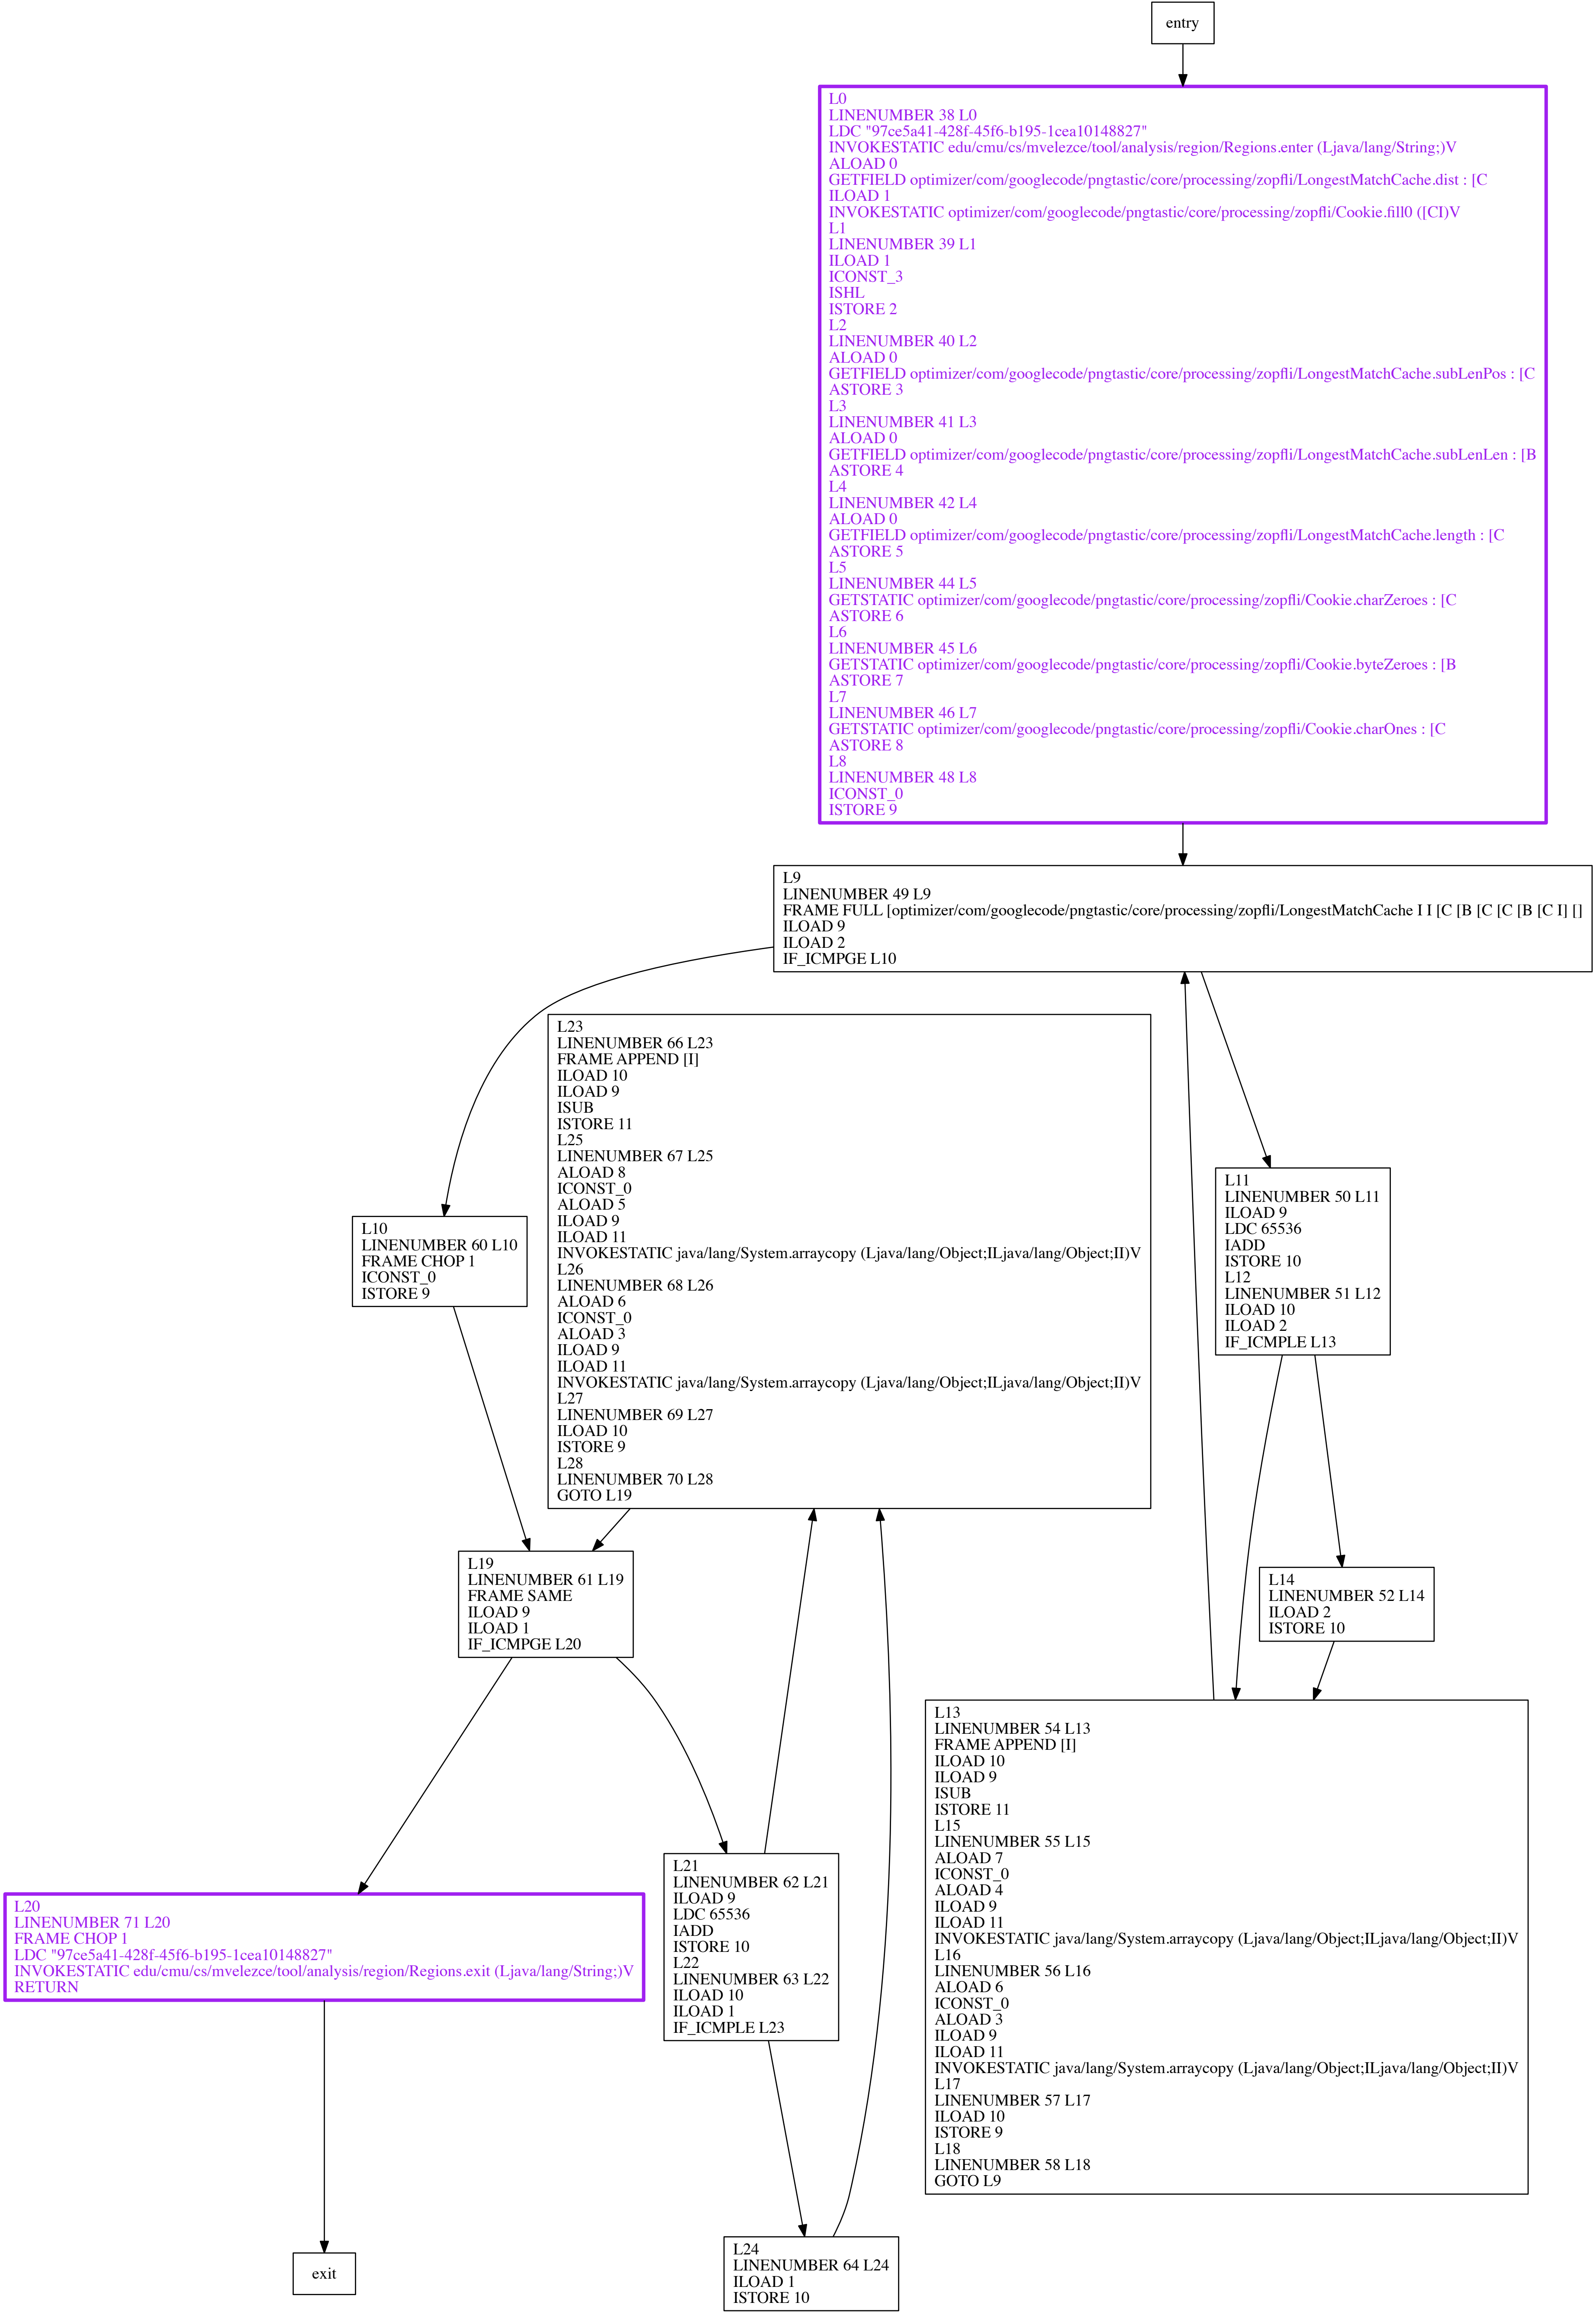 entry
L0
LINENUMBER 38 L0
LDC "97ce5a41-428f-45f6-b195-1cea10148827"
INVOKESTATIC edu/cmu/cs/mvelezce/tool/analysis/region/Regions.enter (Ljava/lang/String;)V
ALOAD 0
GETFIELD optimizer/com/googlecode/pngtastic/core/processing/zopfli/LongestMatchCache.dist : [C
ILOAD 1
INVOKESTATIC optimizer/com/googlecode/pngtastic/core/processing/zopfli/Cookie.fill0 ([CI)V
L1
LINENUMBER 39 L1
ILOAD 1
ICONST_3
ISHL
ISTORE 2
L2
LINENUMBER 40 L2
ALOAD 0
GETFIELD optimizer/com/googlecode/pngtastic/core/processing/zopfli/LongestMatchCache.subLenPos : [C
ASTORE 3
L3
LINENUMBER 41 L3
ALOAD 0
GETFIELD optimizer/com/googlecode/pngtastic/core/processing/zopfli/LongestMatchCache.subLenLen : [B
ASTORE 4
L4
LINENUMBER 42 L4
ALOAD 0
GETFIELD optimizer/com/googlecode/pngtastic/core/processing/zopfli/LongestMatchCache.length : [C
ASTORE 5
L5
LINENUMBER 44 L5
GETSTATIC optimizer/com/googlecode/pngtastic/core/processing/zopfli/Cookie.charZeroes : [C
ASTORE 6
L6
LINENUMBER 45 L6
GETSTATIC optimizer/com/googlecode/pngtastic/core/processing/zopfli/Cookie.byteZeroes : [B
ASTORE 7
L7
LINENUMBER 46 L7
GETSTATIC optimizer/com/googlecode/pngtastic/core/processing/zopfli/Cookie.charOnes : [C
ASTORE 8
L8
LINENUMBER 48 L8
ICONST_0
ISTORE 9
L9
LINENUMBER 49 L9
FRAME FULL [optimizer/com/googlecode/pngtastic/core/processing/zopfli/LongestMatchCache I I [C [B [C [C [B [C I] []
ILOAD 9
ILOAD 2
IF_ICMPGE L10
L23
LINENUMBER 66 L23
FRAME APPEND [I]
ILOAD 10
ILOAD 9
ISUB
ISTORE 11
L25
LINENUMBER 67 L25
ALOAD 8
ICONST_0
ALOAD 5
ILOAD 9
ILOAD 11
INVOKESTATIC java/lang/System.arraycopy (Ljava/lang/Object;ILjava/lang/Object;II)V
L26
LINENUMBER 68 L26
ALOAD 6
ICONST_0
ALOAD 3
ILOAD 9
ILOAD 11
INVOKESTATIC java/lang/System.arraycopy (Ljava/lang/Object;ILjava/lang/Object;II)V
L27
LINENUMBER 69 L27
ILOAD 10
ISTORE 9
L28
LINENUMBER 70 L28
GOTO L19
L11
LINENUMBER 50 L11
ILOAD 9
LDC 65536
IADD
ISTORE 10
L12
LINENUMBER 51 L12
ILOAD 10
ILOAD 2
IF_ICMPLE L13
L10
LINENUMBER 60 L10
FRAME CHOP 1
ICONST_0
ISTORE 9
L19
LINENUMBER 61 L19
FRAME SAME
ILOAD 9
ILOAD 1
IF_ICMPGE L20
L14
LINENUMBER 52 L14
ILOAD 2
ISTORE 10
L13
LINENUMBER 54 L13
FRAME APPEND [I]
ILOAD 10
ILOAD 9
ISUB
ISTORE 11
L15
LINENUMBER 55 L15
ALOAD 7
ICONST_0
ALOAD 4
ILOAD 9
ILOAD 11
INVOKESTATIC java/lang/System.arraycopy (Ljava/lang/Object;ILjava/lang/Object;II)V
L16
LINENUMBER 56 L16
ALOAD 6
ICONST_0
ALOAD 3
ILOAD 9
ILOAD 11
INVOKESTATIC java/lang/System.arraycopy (Ljava/lang/Object;ILjava/lang/Object;II)V
L17
LINENUMBER 57 L17
ILOAD 10
ISTORE 9
L18
LINENUMBER 58 L18
GOTO L9
L21
LINENUMBER 62 L21
ILOAD 9
LDC 65536
IADD
ISTORE 10
L22
LINENUMBER 63 L22
ILOAD 10
ILOAD 1
IF_ICMPLE L23
L20
LINENUMBER 71 L20
FRAME CHOP 1
LDC "97ce5a41-428f-45f6-b195-1cea10148827"
INVOKESTATIC edu/cmu/cs/mvelezce/tool/analysis/region/Regions.exit (Ljava/lang/String;)V
RETURN
L24
LINENUMBER 64 L24
ILOAD 1
ISTORE 10
exit